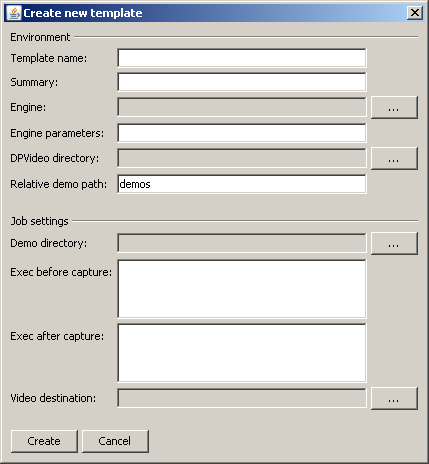 Create new template
Environment
Template name:
Summary:
Engine:
...
Engine parameters:
DPVideo directory:
...
Relative demo path: demos
Job settings
Demo directory:
...
Exec before capture:
Exec after capture:
Video destination:
...
Create Cancel